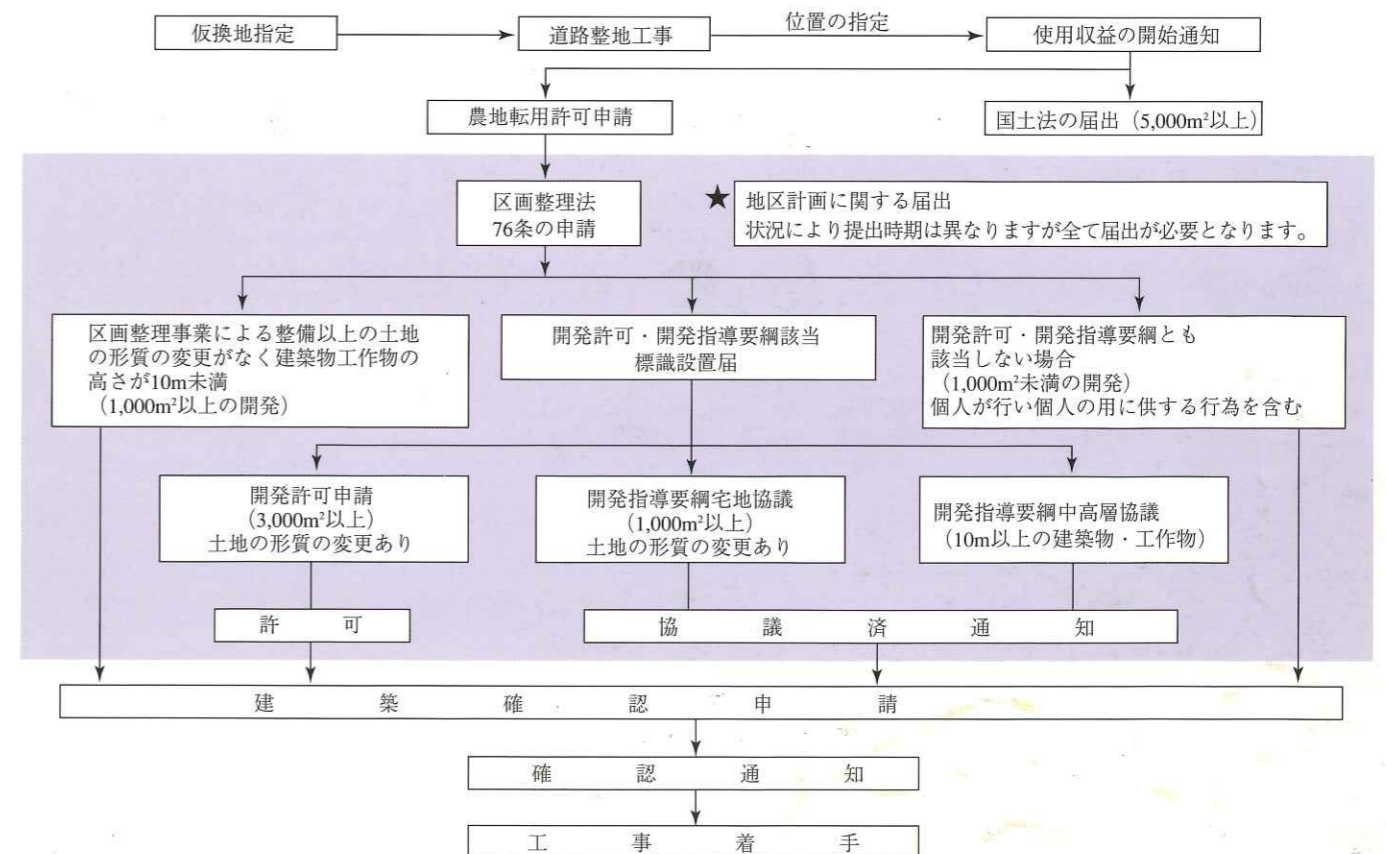 仮換地指定
道路整地工事
位置の指定
使用収益の開始通知
農地転用許可申請
国土法の届出（5,000m²以上）
区画整理法
76条の申請
★ 地区計画に関する届出
状況により提出時期は異なりますが全て届出が必要となります。
区画整理事業による整備以上の土地
の形質の変更がなく建築物工作物の
高さが10m未満
（1,000m²以上の開発）
開発許可・開発指導要綱該当
標識設置届
開発許可・開発指導要綱とも
該当しない場合
（1,000m²未満の開発）
個人が行い個人の用に供する行為を含む
開発許可申請
（3,000m²以上）
土地の形質の変更あり
開発指導要綱宅地協議
（1,000m²以上）
土地の形質の変更あり
開発指導要綱中高層協議
（10m以上の建築物・工作物）
許可
協議済通知
建築確認申請
確認通知
工事着手